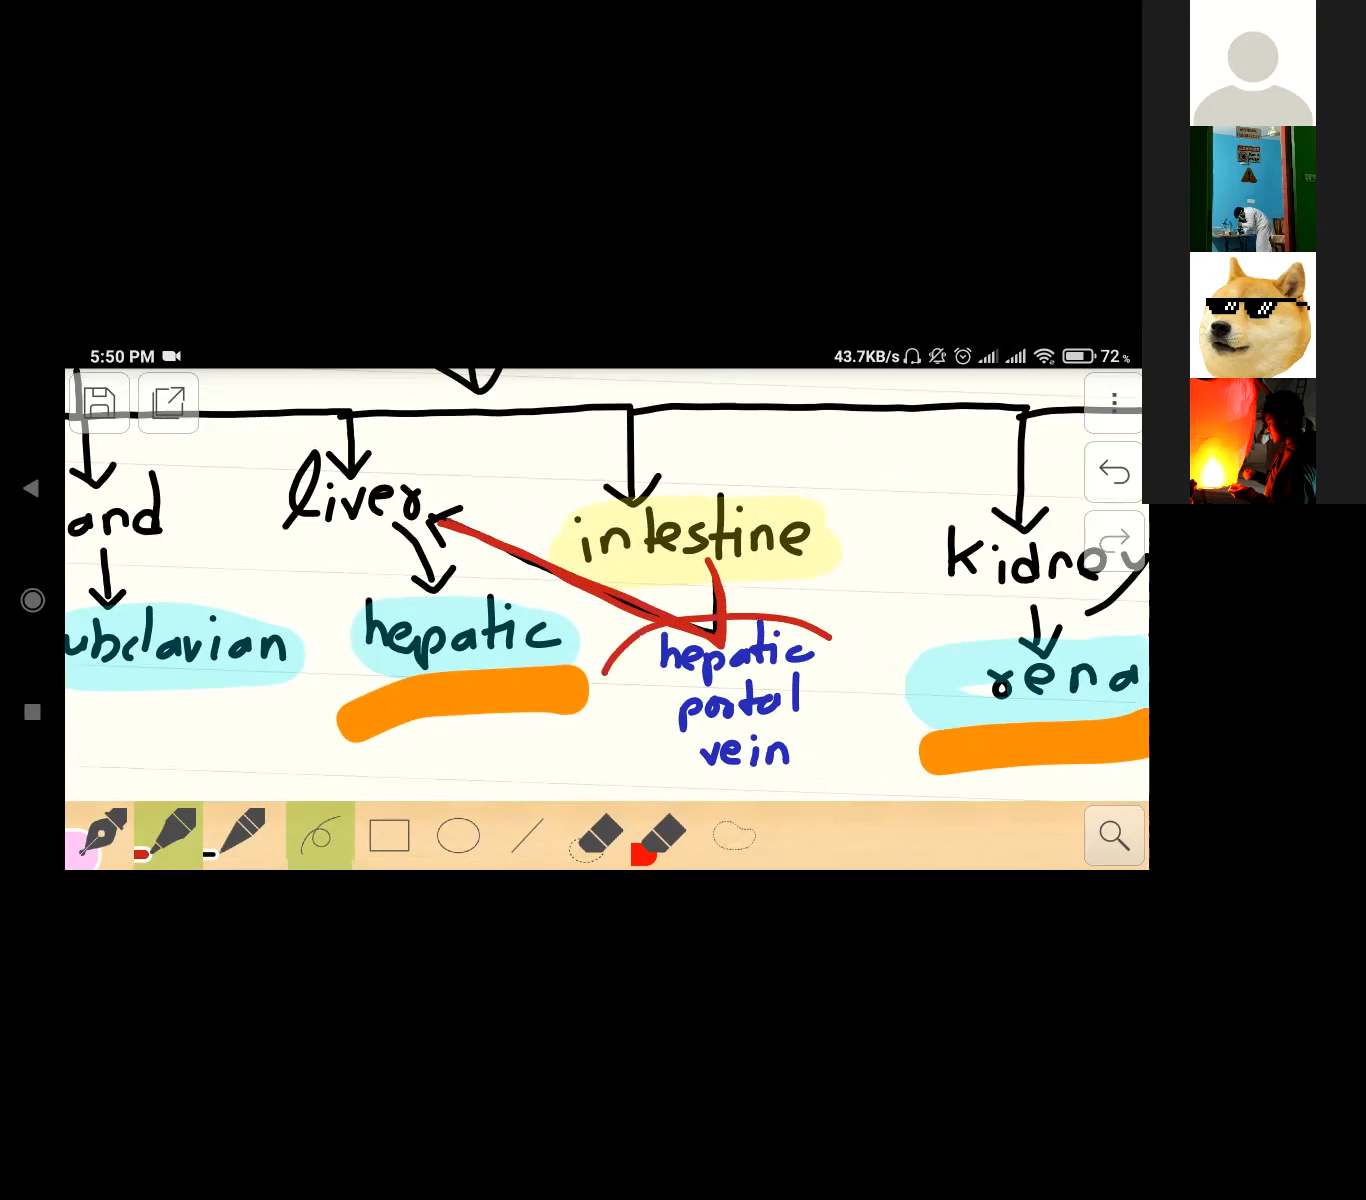 5:50 PM
43.7KB/s
72 %
and
liver
intestine
kidney
ubclavian
hepatic
hepatic
portal
vein
rena